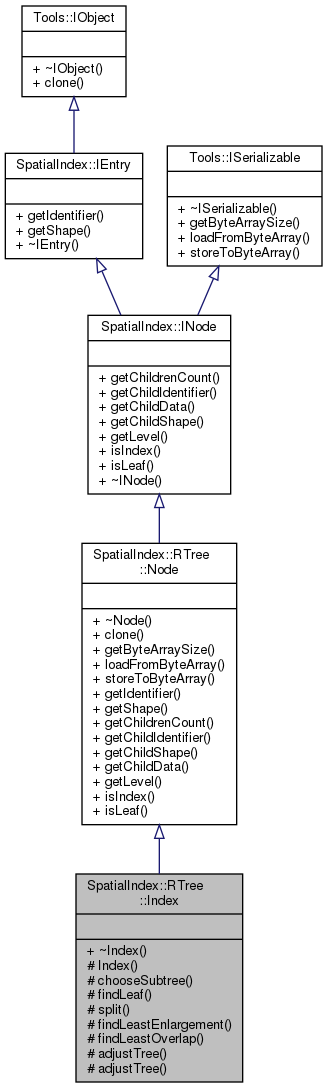 Tools::IObject
+ ~IObject()
+ clone()
SpatialIndex::IEntry
+ getIdentifier()
+ getShape()
+ ~IEntry()
Tools::ISerializable
+ ~ISerializable()
+ getByteArraySize()
+ loadFromByteArray()
+ storeToByteArray()
SpatialIndex::INode
+ getChildrenCount()
+ getChildIdentifier()
+ getChildData()
+ getChildShape()
+ getLevel()
+ isIndex()
+ isLeaf()
+ ~INode()
SpatialIndex::RTree
::Node
+ ~Node()
+ clone()
+ getByteArraySize()
+ loadFromByteArray()
+ storeToByteArray()
+ getIdentifier()
+ getShape()
+ getChildrenCount()
+ getChildIdentifier()
+ getChildShape()
+ getChildData()
+ getLevel()
+ isIndex()
+ isLeaf()
SpatialIndex::RTree
::Index
+ ~Index()
# Index()
# chooseSubtree()
# findLeaf()
# split()
# findLeastEnlargement()
# findLeastOverlap()
# adjustTree()
# adjustTree()